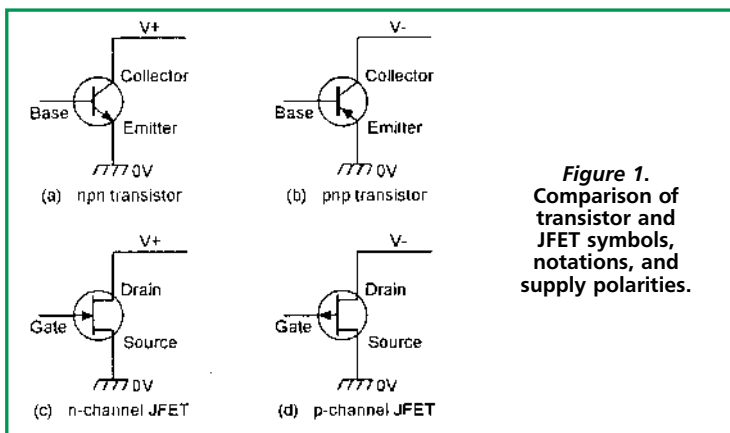 V+
Collector
Base
Emitter
0V
(a) npn transistor
V-
Collector
Base
Emitter
0V
(b) pnp transistor
V+
Drain
Gate
Source
0V
(c) n-channel JFET
V-
Drain
Gate
Source
0V
(d) p-channel JFET
Figure 1.
Comparison of
transistor and
JFET symbols,
notations, and
supply polarities.